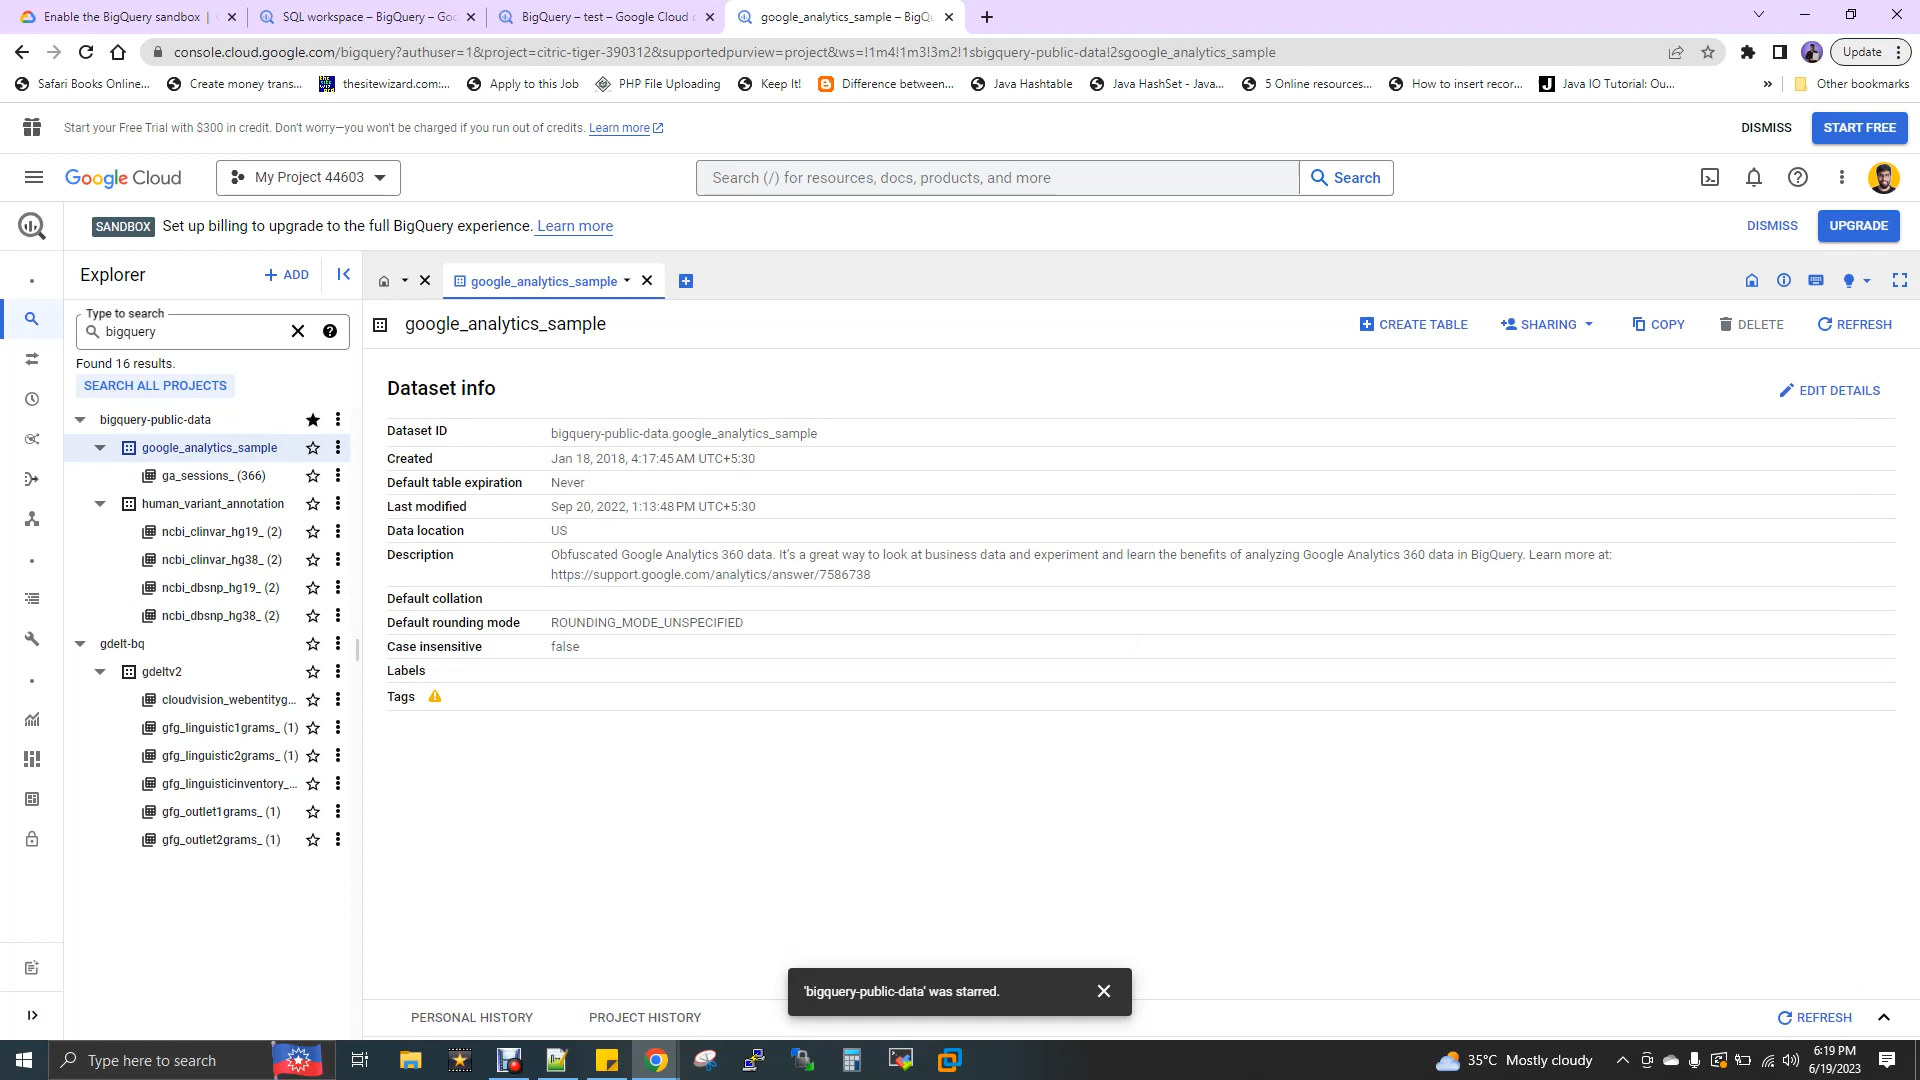 Enable the BigQuery sandbox |
SQL workspace – BigQuery – Goo
BigQuery – test – Google Cloud c
google_analytics_sample – BigQu
console.cloud.google.com/bigquery?authuser=1&project=citric-tiger-390312&supportedpurview=project&ws=!1m4!1m3!3m2!1sbigquery-public-data!2sgoogle_analytics_sample
Update
Safari Books Online...
Create money trans...
thesitewizard.com:...
Apply to this Job
PHP File Uploading
Keep It!
Difference between...
Java Hashtable
Java HashSet - Java...
5 Online resources...
How to insert recor...
Java IO Tutorial: Ou...
»
Other bookmarks
Start your Free Trial with $300 in credit. Don't worry—you won't be charged if you run out of credits. Learn more
DISMISS
START FREE
Google Cloud
My Project 44603
Search (/) for resources, docs, products, and more
Search
SANDBOX Set up billing to upgrade to the full BigQuery experience. Learn more
DISMISS
UPGRADE
Explorer
+ ADD
google_analytics_sample
Type to search
bigquery
Found 16 results.
SEARCH ALL PROJECTS
bigquery-public-data
google_analytics_sample
ga_sessions_ (366)
human_variant_annotation
ncbi_clinvar_hg19_ (2)
ncbi_clinvar_hg38_ (2)
ncbi_dbsnp_hg19_ (2)
ncbi_dbsnp_hg38_ (2)
gdelt-bq
gdeltv2
cloudvision_webentityg...
gfg_linguistic1grams_ (1)
gfg_linguistic2grams_ (1)
gfg_linguisticinventory_...
gfg_outlet1grams_ (1)
gfg_outlet2grams_ (1)
google_analytics_sample
CREATE TABLE
SHARING
COPY
DELETE
REFRESH
Dataset info
EDIT DETAILS
Dataset ID bigquery-public-data.google_analytics_sample
Created Jan 18, 2018, 4:17:45 AM UTC+5:30
Default table expiration Never
Last modified Sep 20, 2022, 1:13:48 PM UTC+5:30
Data location US
Description Obfuscated Google Analytics 360 data. It's a great way to look at business data and experiment and learn the benefits of analyzing Google Analytics 360 data in BigQuery. Learn more at:
https://support.google.com/analytics/answer/7586738
Default collation
Default rounding mode ROUNDING_MODE_UNSPECIFIED
Case insensitive false
Labels
Tags
'bigquery-public-data' was starred.
PERSONAL HISTORY
PROJECT HISTORY
REFRESH
Type here to search
35°C Mostly cloudy
6:19 PM
6/19/2023